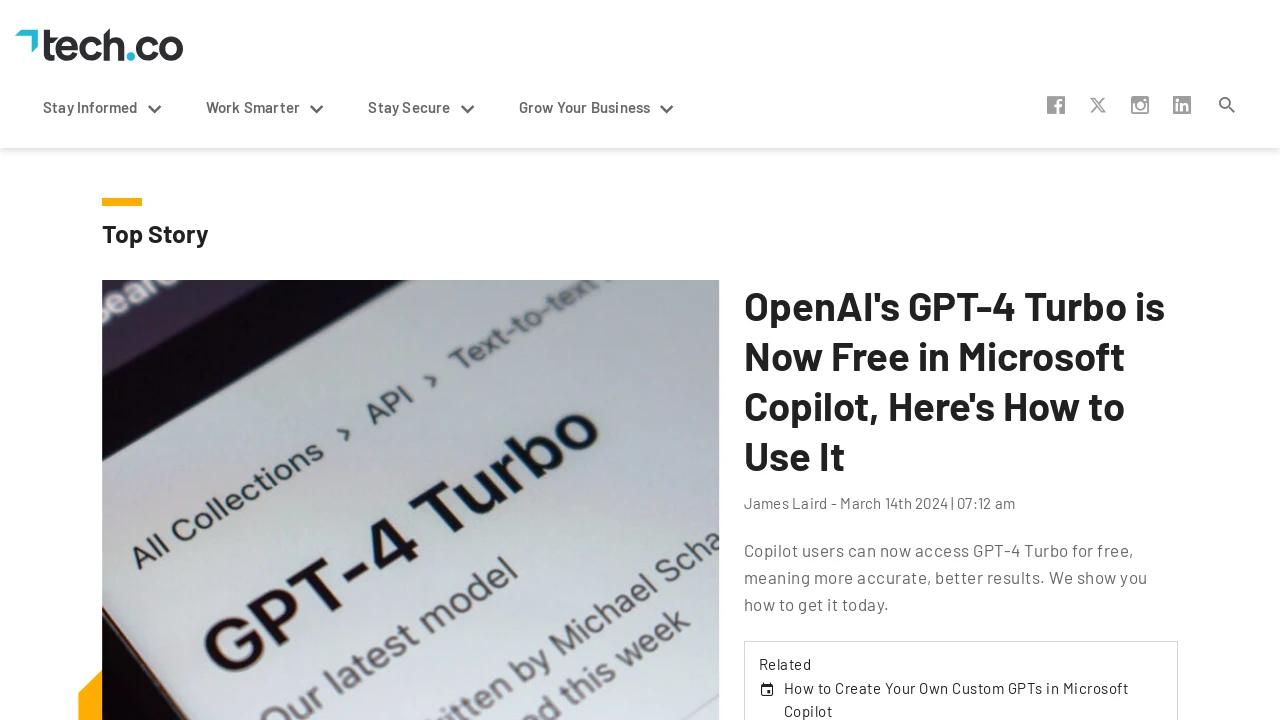 tech.co
Stay Informed
Work Smarter
Stay Secure
Grow Your Business
Top Story
All Collections > API > Text-to-text
GPT-4 Turbo
Our latest model
Written by Michael Scha
this week
OpenAI's GPT-4 Turbo is
Now Free in Microsoft
Copilot, Here's How to
Use It
James Laird - March 14th 2024 | 07:12 am
Copilot users can now access GPT-4 Turbo for free,
meaning more accurate, better results. We show you
how to get it today.
Related
How to Create Your Own Custom GPTs in Microsoft
Copilot